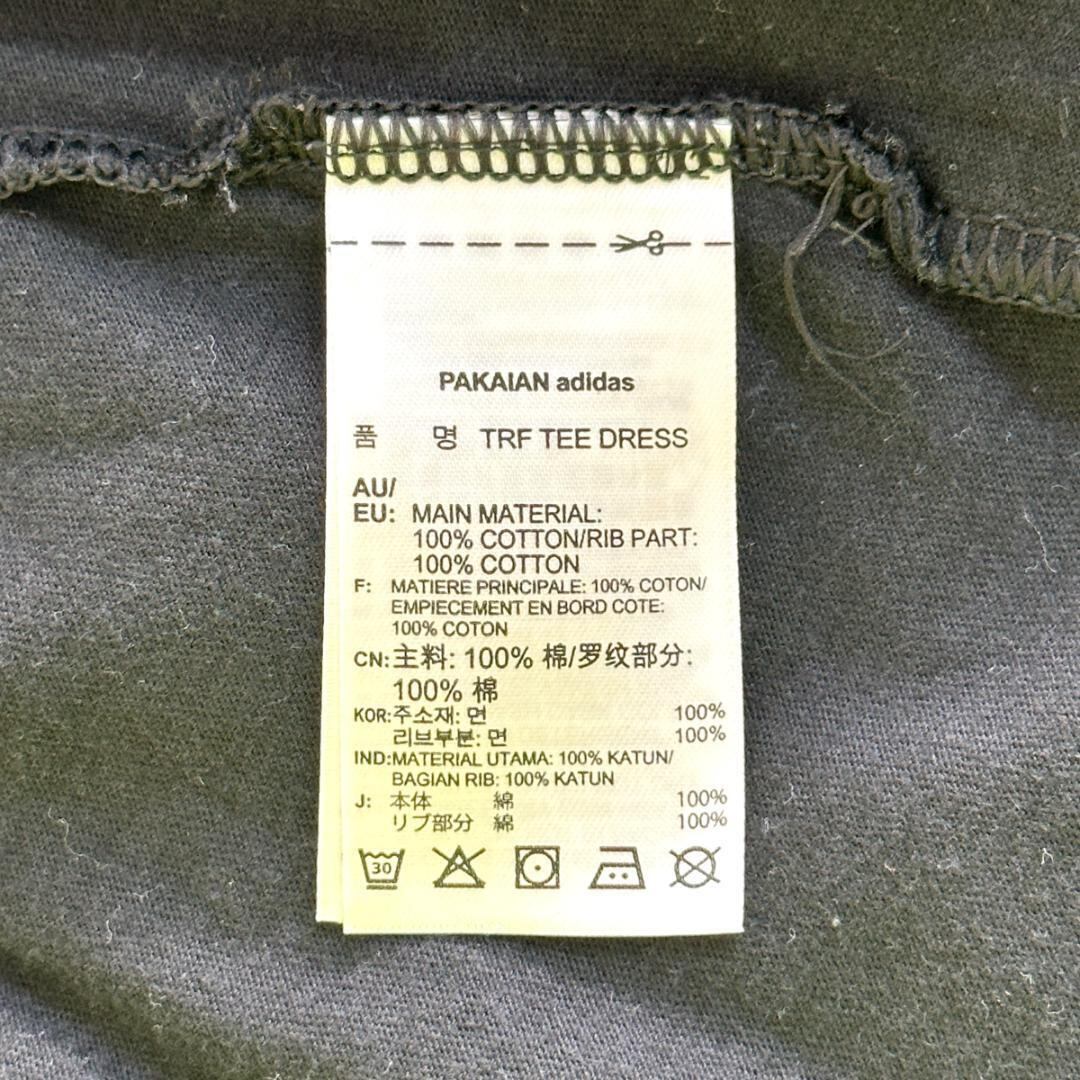 PAKAIAN adidas
품 명 TRF TEE DRESS
AU/
EU: MAIN MATERIAL:
100% COTTON/RIB PART:
100% COTTON
F: MATIERE PRINCIPALE: 100% COTON/
EMPIECEMENT EN BORD COTE:
100% COTON
CN:主料: 100% 棉/罗纹部分:
100% 棉
KOR:주소재: 면 100%
리브부분: 면 100%
IND:MATERIAL UTAMA: 100% KATUN/
BAGIAN RIB: 100% KATUN
J: 本体 綿 100%
リブ部分 綿 100%
30